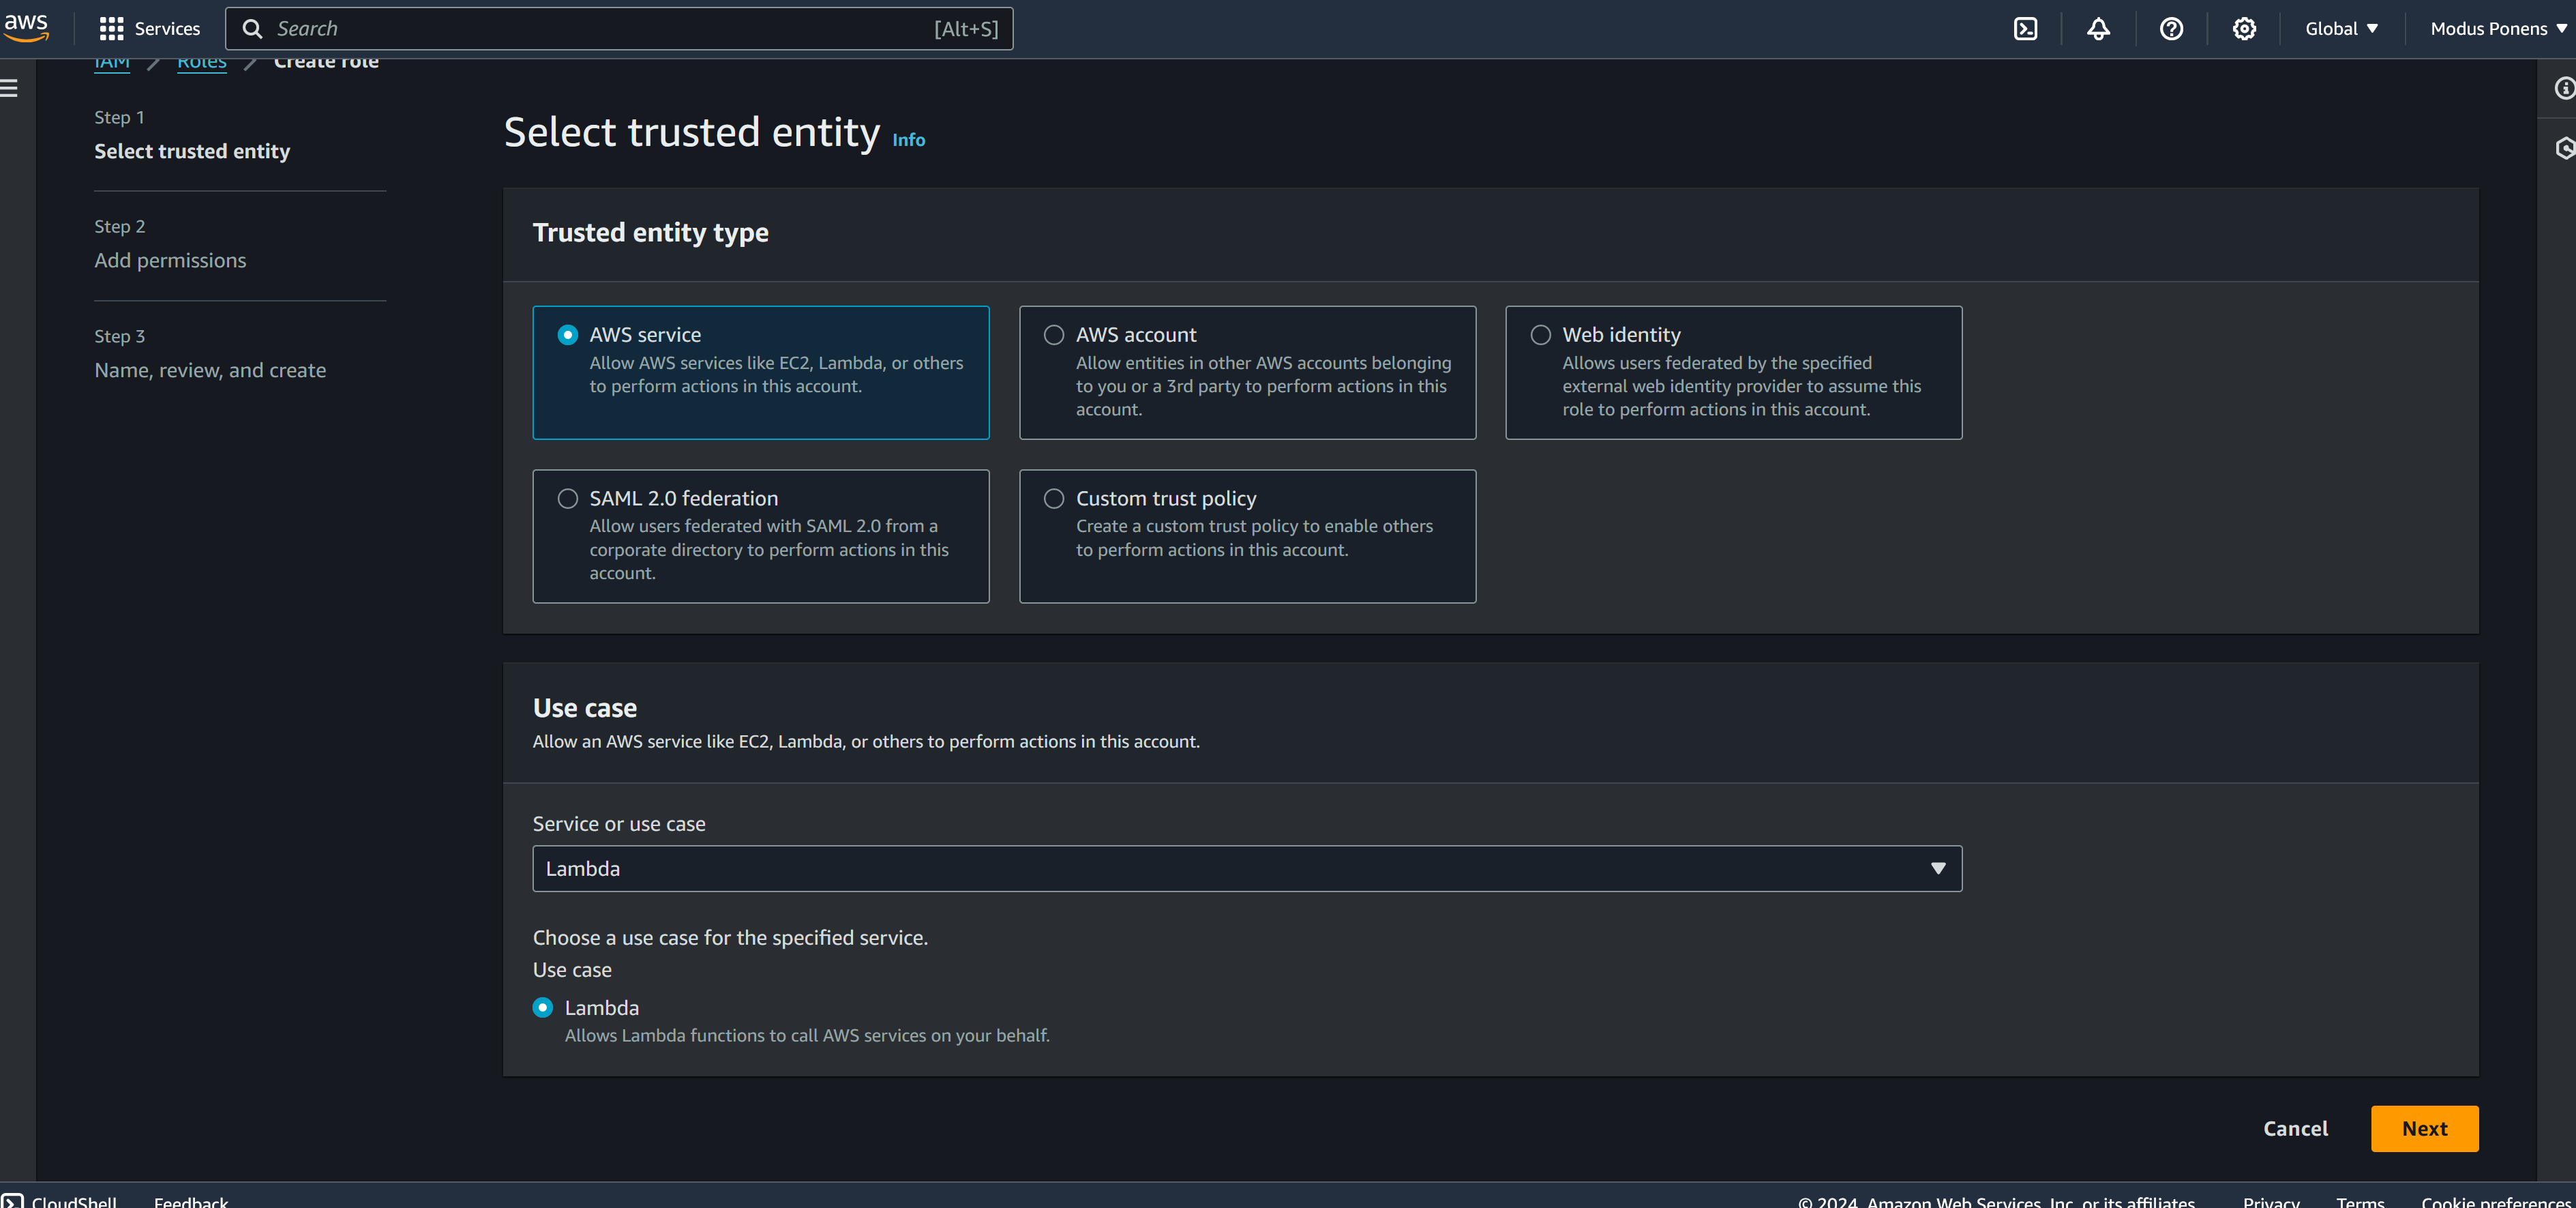 aws Services Search [Alt+S] Global Modus Ponens
IAM / Roles / Create role
Step 1
Select trusted entity
Step 2
Add permissions
Step 3
Name, review, and create
Select trusted entity Info
Trusted entity type
AWS service
Allow AWS services like EC2, Lambda, or others
to perform actions in this account.
AWS account
Allow entities in other AWS accounts belonging
to you or a 3rd party to perform actions in this
account.
Web identity
Allows users federated by the specified
external web identity provider to assume this
role to perform actions in this account.
SAML 2.0 federation
Allow users federated with SAML 2.0 from a
corporate directory to perform actions in this
account.
Custom trust policy
Create a custom trust policy to enable others
to perform actions in this account.
Use case
Allow an AWS service like EC2, Lambda, or others to perform actions in this account.
Service or use case
Lambda
Choose a use case for the specified service.
Use case
Lambda
Allows Lambda functions to call AWS services on your behalf.
Cancel Next
CloudShell Feedback © 2024, Amazon Web Services, Inc. or its affiliates. Privacy Terms Cookie preferences